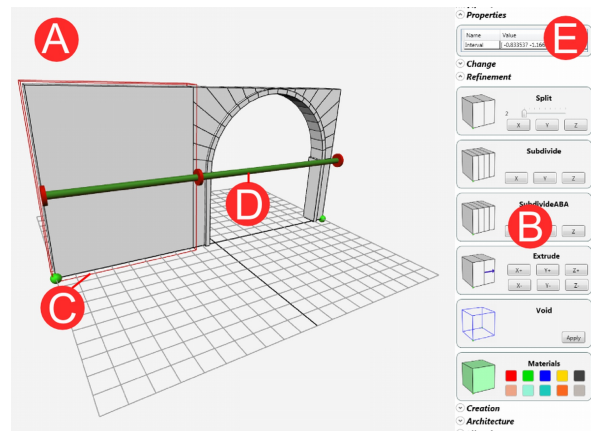 A
Properties
E
Name Value
Interval -0,833537 -1,166
Change
Refinement
Split
2
X Y Z
Subdivide
X Y Z
SubdivideABA
B
Z
Extrude
X+ Y+ Z+
X- Y- Z-
Void
Apply
Materials
Creation
Architecture
D
C